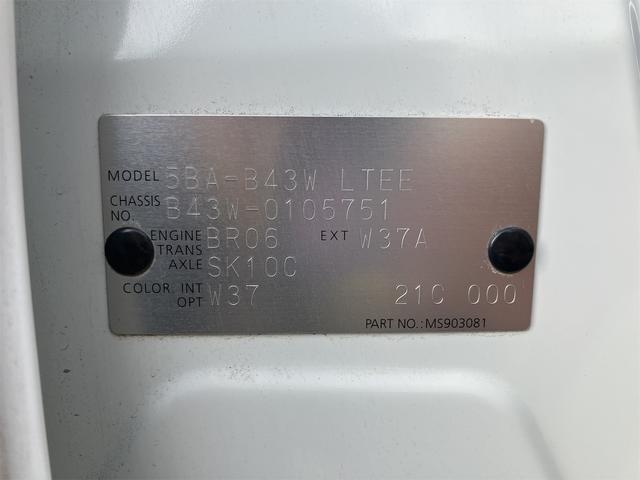 MODEL 5BA-B43W LTEE
CHASSIS NO. B43W-0105751
ENGINE BR06 EXT W37A
TRANS AXLE SK10C
COLOR INT OPT W37 21C 000
PART NO.:MS903081